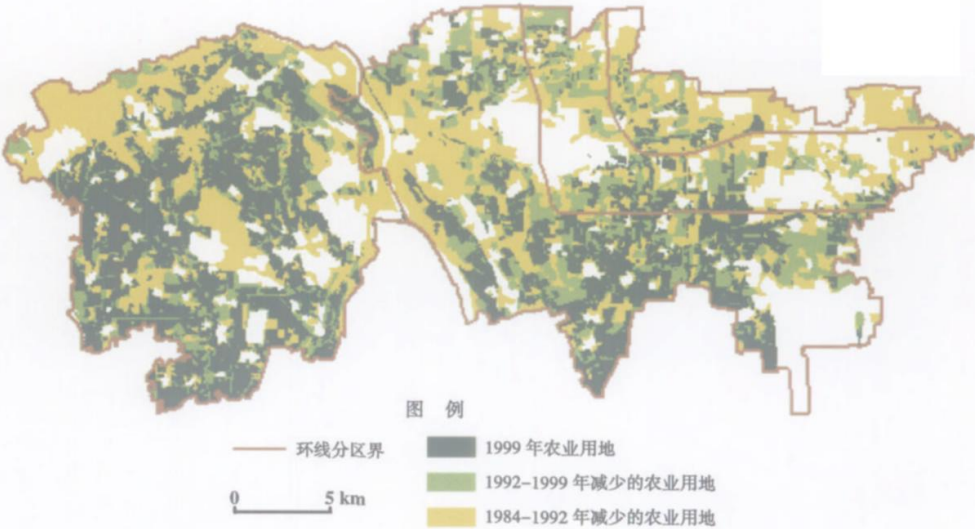 图 例
环线分区界
1999 年农业用地
0 5 km
1992-1999 年减少的农业用地
1984-1992 年减少的农业用地